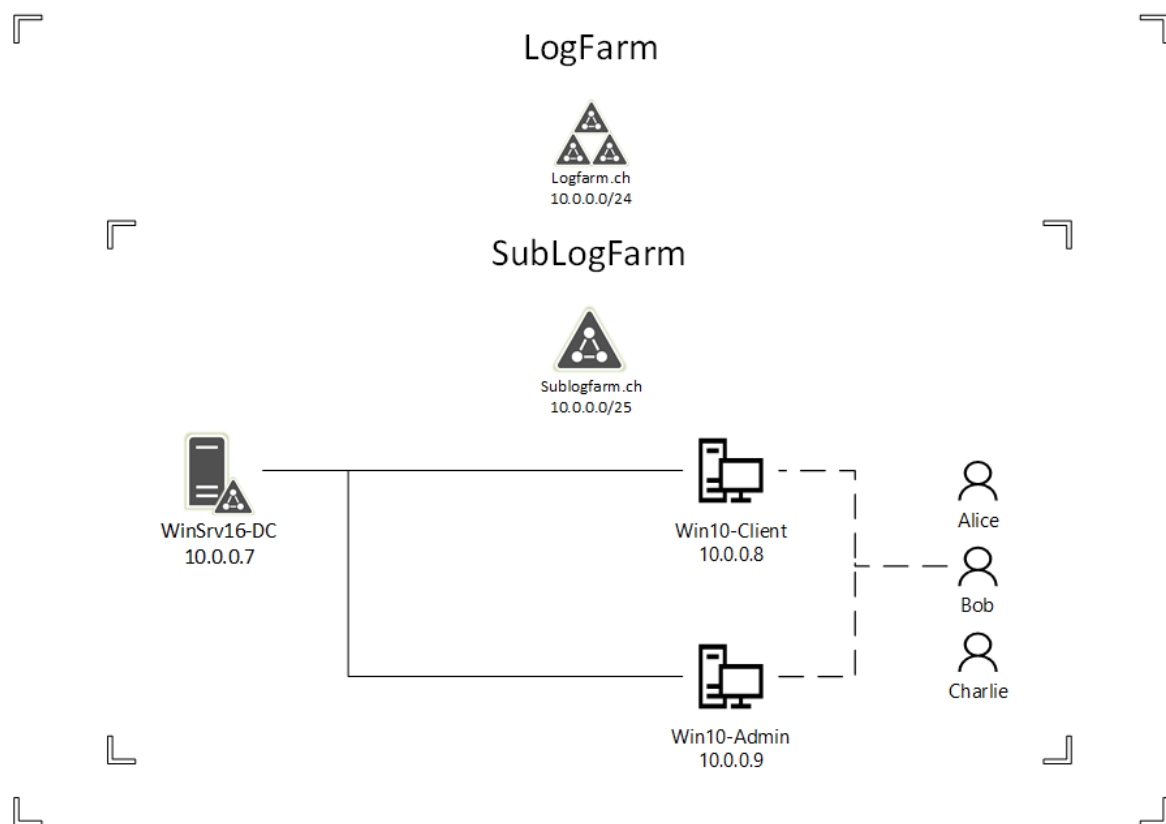 LogFarm
Logfarm.ch
10.0.0.0/24
SubLogFarm
Sublogfarm.ch
10.0.0.0/25
WinSrv16-DC
10.0.0.7
Win10-Client
10.0.0.8
Alice
Bob
Charlie
Win10-Admin
10.0.0.9